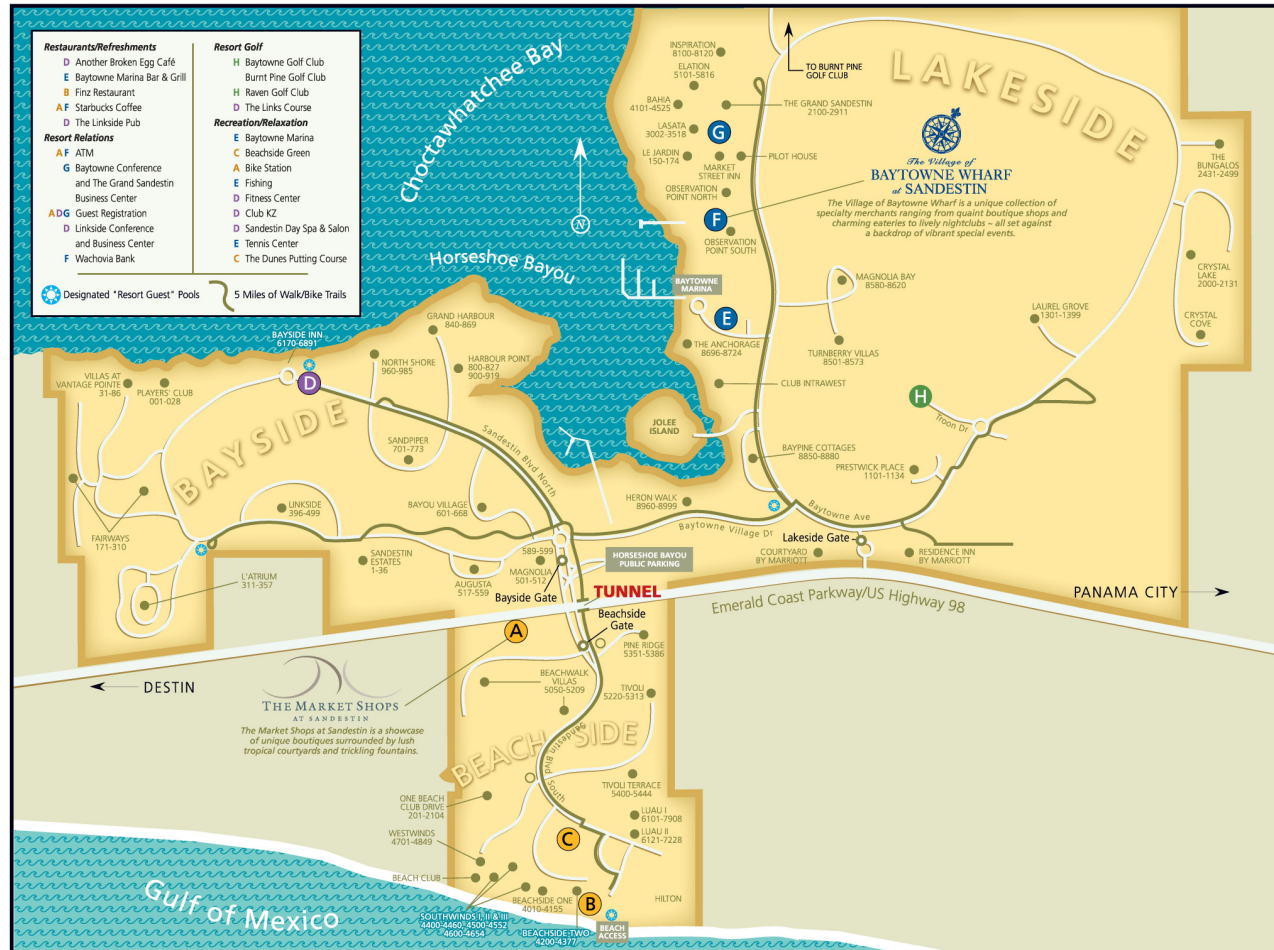 Restaurants/Refreshments
D Another Broken Egg Café
E Baytowne Marina Bar & Grill
B Finz Restaurant
A F Starbucks Coffee
D The Linkside Pub
Resort Relations
A F ATM
G Baytowne Conference
and The Grand Sandestin
Business Center
A D G Guest Registration
D Linkside Conference
and Business Center
F Wachovia Bank
Resort Golf
H Baytowne Golf Club
Burnt Pine Golf Club
H Raven Golf Club
D The Links Course
Recreation/Relaxation
E Baytowne Marina
C Beachside Green
A Bike Station
E Fishing
D Fitness Center
D Club KZ
D Sandestin Day Spa & Salon
E Tennis Center
C The Dunes Putting Course
Designated "Resort Guest" Pools
5 Miles of Walk/Bike Trails
Choctawhatchee Bay
N
Horseshoe Bayou
INSPIRATION
8100-8120
ELATION
5101-5816
BAHIA
4101-4525
THE GRAND SANDESTIN
2100-2911
LASATA
3002-3518
G
LE JARDIN
150-174
MARKET
STREET INN
PILOT HOUSE
OBSERVATION
POINT NORTH
F
OBSERVATION
POINT SOUTH
TO BURNT PINE
GOLF CLUB
LAKESIDE
The Village of
BAYTOWNE WHARF
at SANDESTIN
The Village of Baytowne Wharf is a unique collection of
specialty merchants ranging from quaint boutique shops and
charming eateries to lively nightclubs – all set against
a backdrop of vibrant special events.
THE
BUNGALOS
2431-2499
CRYSTAL
LAKE
2000-2131
CRYSTAL
COVE
BAYTOWNE
MARINA
E
THE ANCHORAGE
8696-8724
MAGNOLIA BAY
8580-8620
LAUREL GROVE
1301-1399
TURNBERRY VILLAS
8501-8573
CLUB INTRAWEST
JOLEE
ISLAND
H
Troon Dr
BAYPINE COTTAGES
8850-8880
PRESTWICK PLACE
1101-1134
HERON WALK
8960-8999
Baytowne Village Dr
Baytowne Ave
Lakeside Gate
COURTYARD
BY MARRIOTT
RESIDENCE INN
BY MARRIOTT
BAYSIDE INN
6170-6891
D
GRAND HARBOUR
840-869
NORTH SHORE
960-985
HARBOUR POINT
800-827
900-919
VILLAS AT
VANTAGE POINTE
31-86
PLAYERS' CLUB
001-028
BAYSIDE
SANDPIPER
701-773
Sandestin Blvd North
LINKSIDE
396-499
BAYOU VILLAGE
601-668
FAIRWAYS
171-310
L'ATRIUM
311-357
SANDESTIN
ESTATES
1-36
AUGUSTA
517-559
589-599
MAGNOLIA
501-512
HORSESHOE BAYOU
PUBLIC PARKING
Bayside Gate
TUNNEL
Emerald Coast Parkway/US Highway 98
PANAMA CITY
DESTIN
A
Beachside
Gate
PINE RIDGE
5351-5386
THE MARKET SHOPS
AT SANDESTIN
The Market Shops at Sandestin is a showcase
of unique boutiques surrounded by lush
tropical courtyards and trickling fountains.
BEACHWALK
VILLAS
5050-5209
TIVOLI
5220-5313
BEACH SIDE
Sandestin Blvd South
TIVOLI TERRACE
5400-5444
ONE BEACH
CLUB DRIVE
201-2104
LUAU I
6101-7908
LUAU II
6121-7228
WESTWINDS
4701-4849
C
BEACH CLUB
BEACHSIDE ONE
4010-4155
B
HILTON
SOUTHWINDS I, II & III
4400-4460, 4500-4552
4600-4654
BEACHSIDE TWO
4200-4377
BEACH
ACCESS
Gulf of Mexico